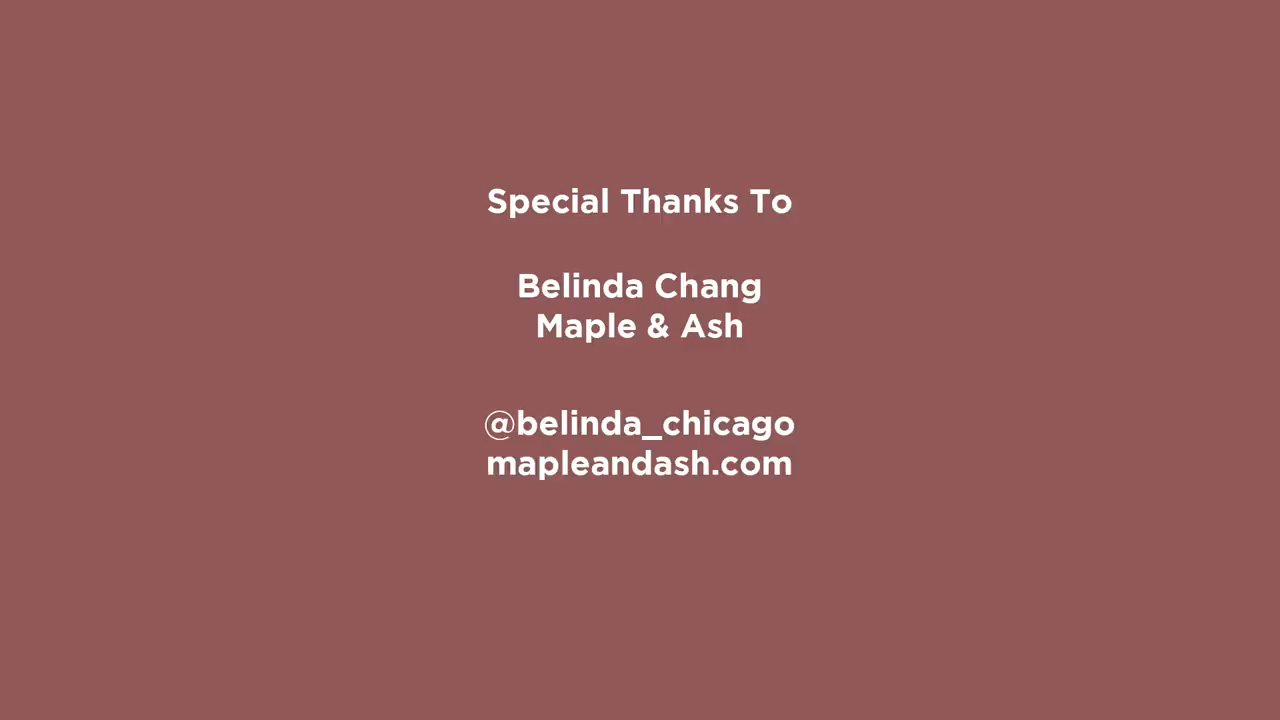 Special Thanks To
Belinda Chang
Maple & Ash
@belinda_chicago
mapleandash.com